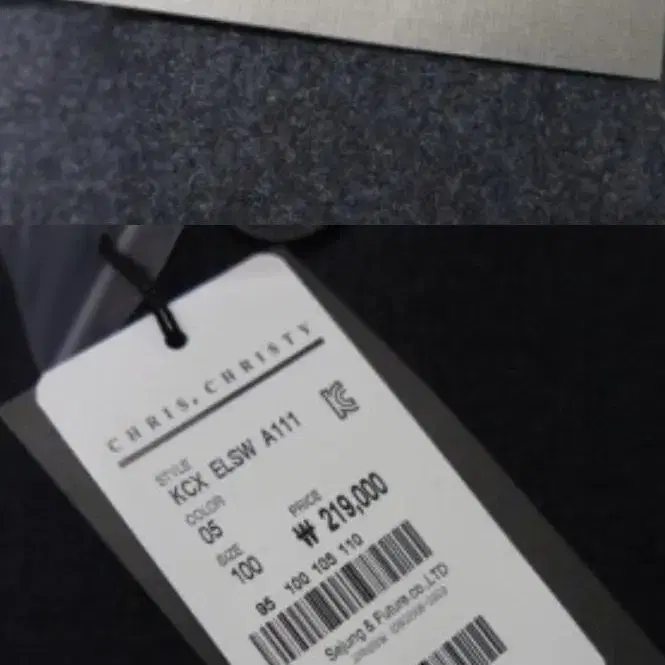 CHRIS. CHRISTY
STYLE
KCX ELSW A111
COLOR
05
PRICE
₩ 219,000
SIZE
100
95 100 105 110
Sejung & Future.co.,LTD